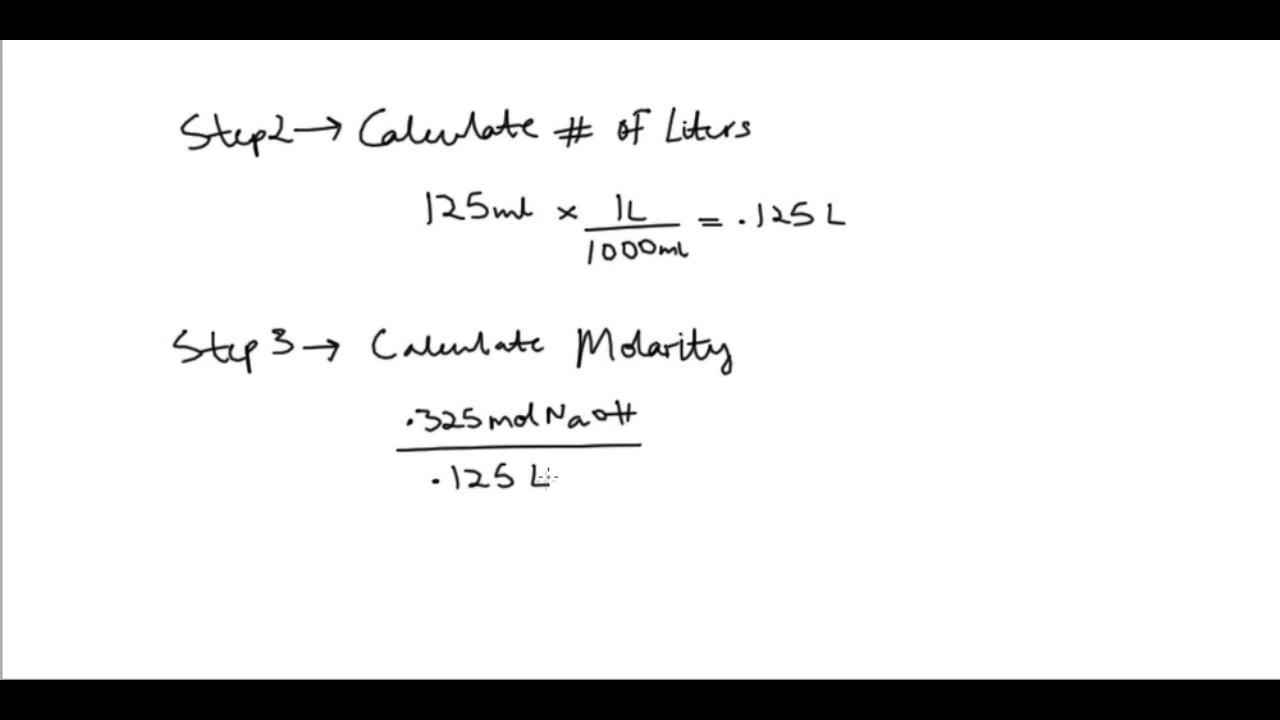 Step2→ Calculate # of Liters
125ml × 1L/1000ml = .125 L
Step 3→ Calculate Molarity
.325 mol NaOH
.125 L